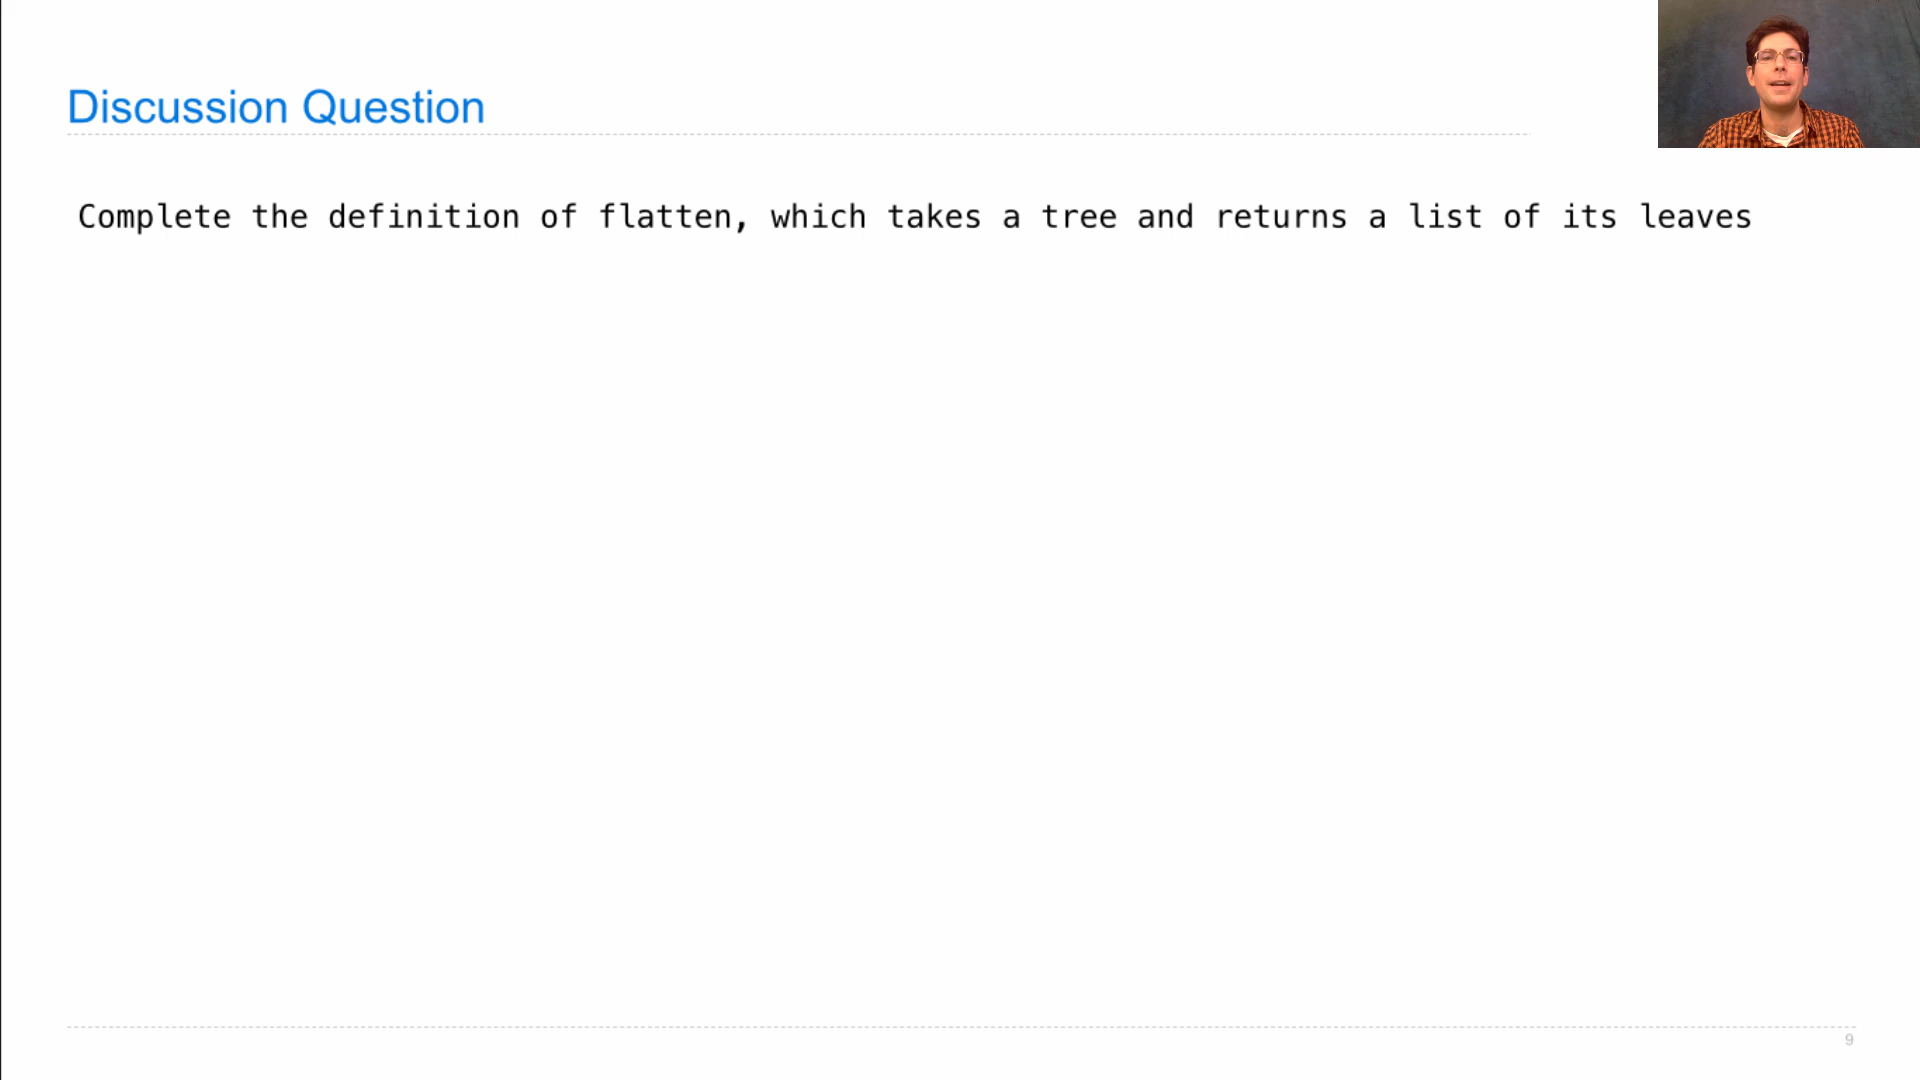 Discussion Question
Complete the definition of flatten, which takes a tree and returns a list of its leaves
9